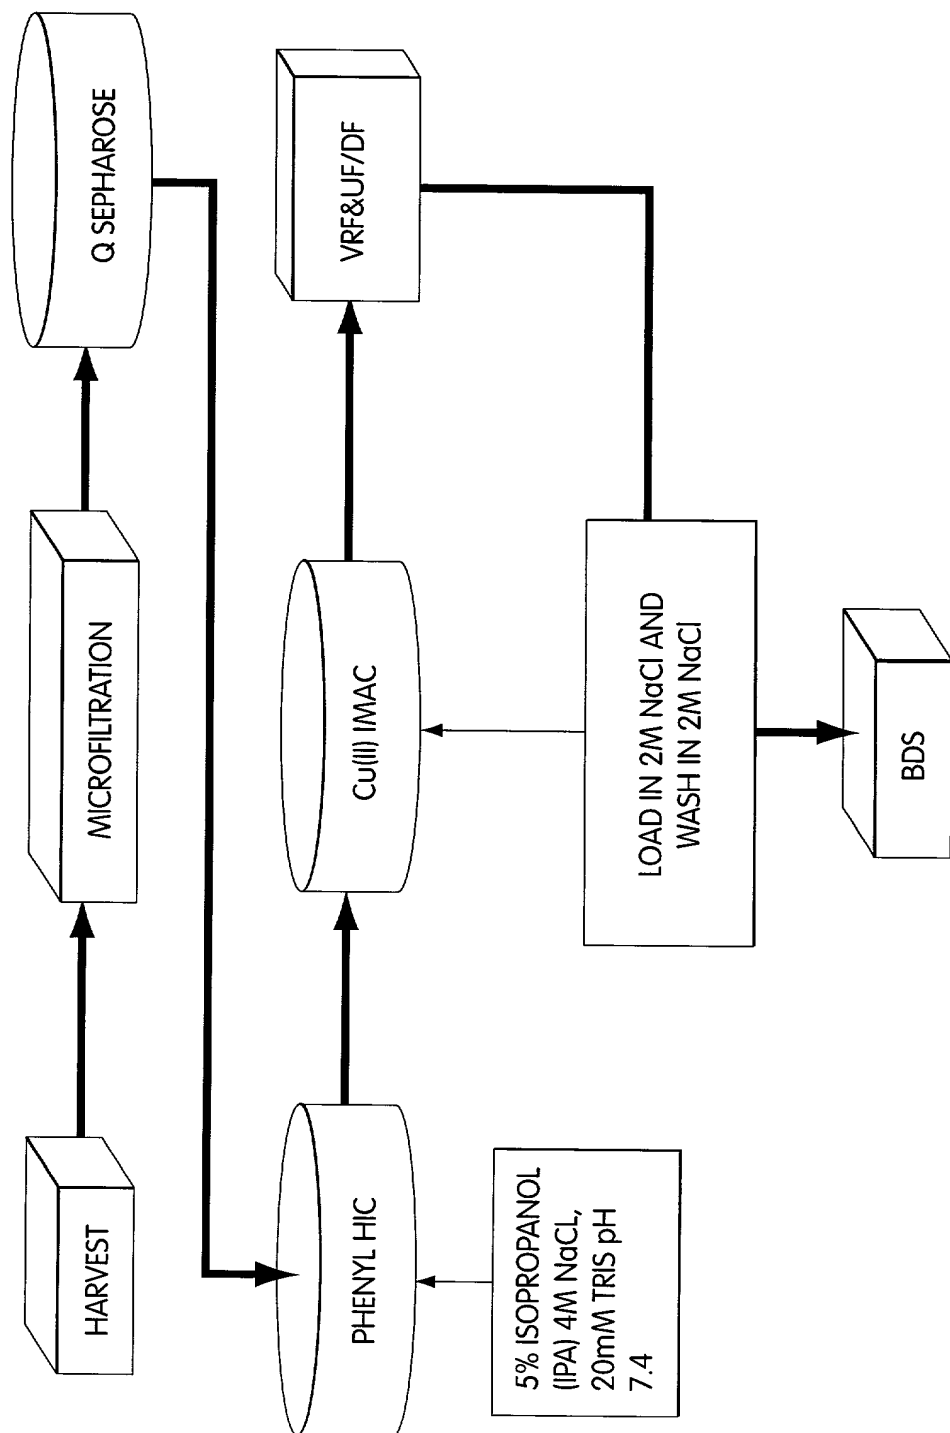 HARVEST
MICROFILTRATION
Q SEPHAROSE
PHENYL HIC
Cu(II) IMAC
VRF&UF/DF
5% ISOPROPANOL
(IPA) 4M NaCL,
20mM TRIS pH
7.4
LOAD IN 2M NaCl AND
WASH IN 2M NaCl
BDS